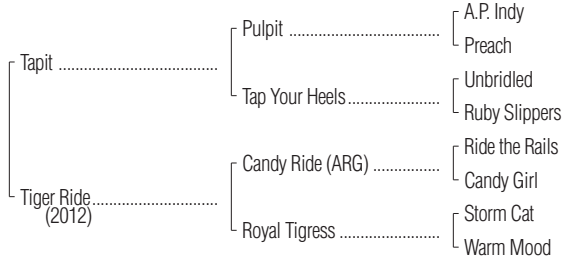 A.P. Indy
Pulpit ........................................
Preach
Tapit .....................................
Unbridled
Tap Your Heels......................
Ruby Slippers
Ride the Rails
Candy Ride (ARG) ................
Candy Girl
Tiger Ride.............................
(2012)
Storm Cat
Royal Tigress ........................
Warm Mood